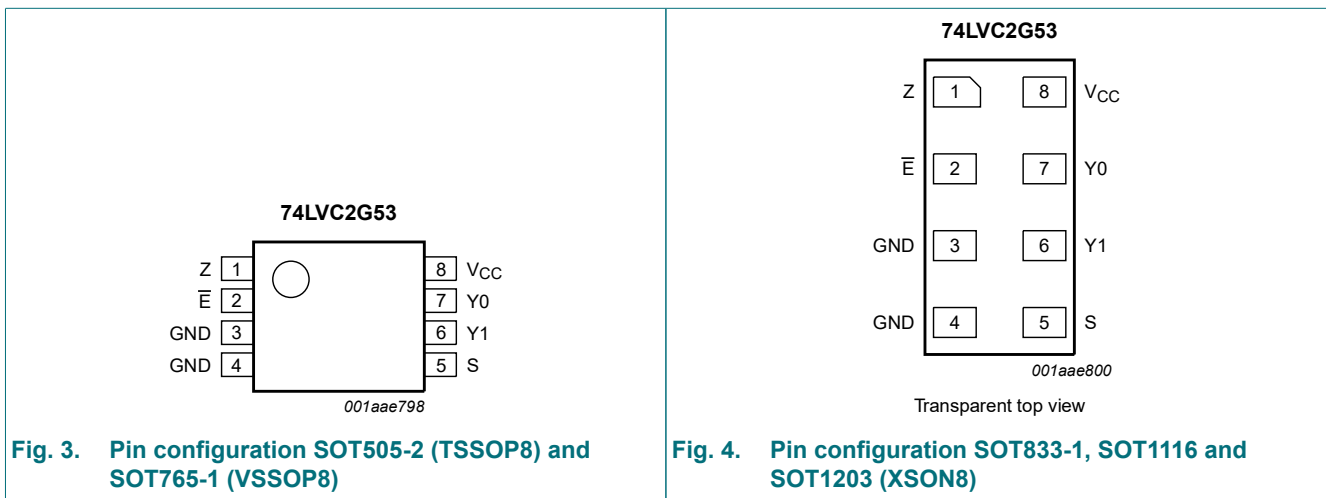 74LVC2G53
Z 1 8 VCC
E̅ 2 7 Y0
GND 3 6 Y1
GND 4 5 S
001aae798
Fig. 3. Pin configuration SOT505-2 (TSSOP8) and
SOT765-1 (VSSOP8)
74LVC2G53
Z 1 8 VCC
E̅ 2 7 Y0
GND 3 6 Y1
GND 4 5 S
001aae800
Transparent top view
Fig. 4. Pin configuration SOT833-1, SOT1116 and
SOT1203 (XSON8)